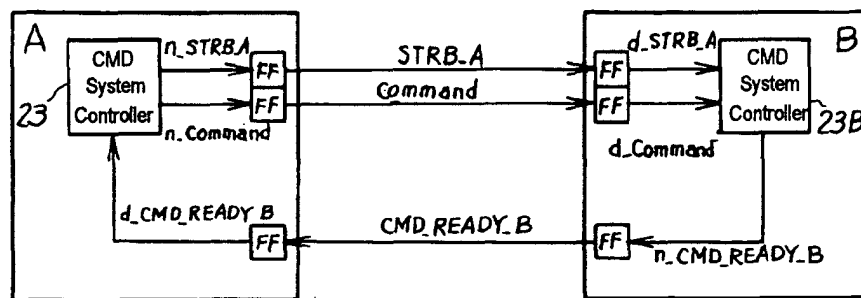 A
n_STRB_A
CMD
System
Controller
23
FF
FF
n_Command
d_CMD_READY_B
FF
STRB_A
Command
CMD_READY_B
B
d_STRB_A
FF
FF
CMD
System
Controller
23B
d_Command
FF
n_CMD_READY_B